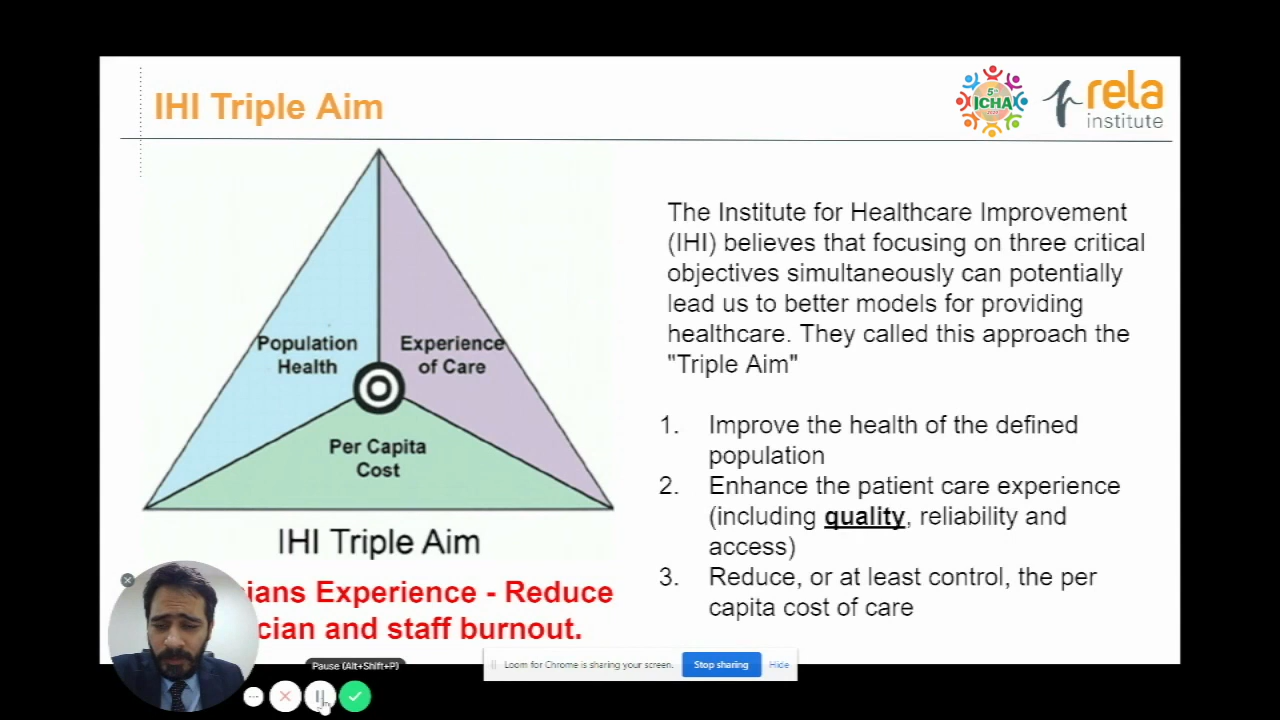 IHI Triple Aim
5th
ICHA
rela
institute
Population
Health
Experience
of Care
Per Capita
Cost
IHI Triple Aim
ians Experience - Reduce
cian and staff burnout.
The Institute for Healthcare Improvement
(IHI) believes that focusing on three critical
objectives simultaneously can potentially
lead us to better models for providing
healthcare. They called this approach the
"Triple Aim"
1. Improve the health of the defined
population
2. Enhance the patient care experience
(including quality, reliability and
access)
3. Reduce, or at least control, the per
capita cost of care
Pause (Alt+Shift+P)
Loom for Chrome is sharing your screen.
Stop sharing
Hide